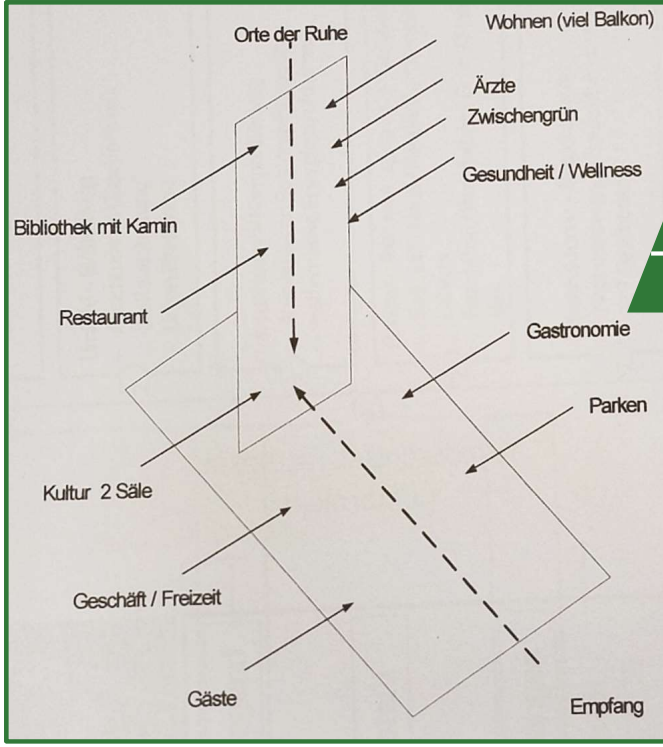 Orte der Ruhe
Wohnen (viel Balkon)
Ärzte
Zwischengrün
Gesundheit / Wellness
Bibliothek mit Kamin
Restaurant
Gastronomie
Parken
Kultur 2 Säle
Geschäft / Freizeit
Gäste
Empfang